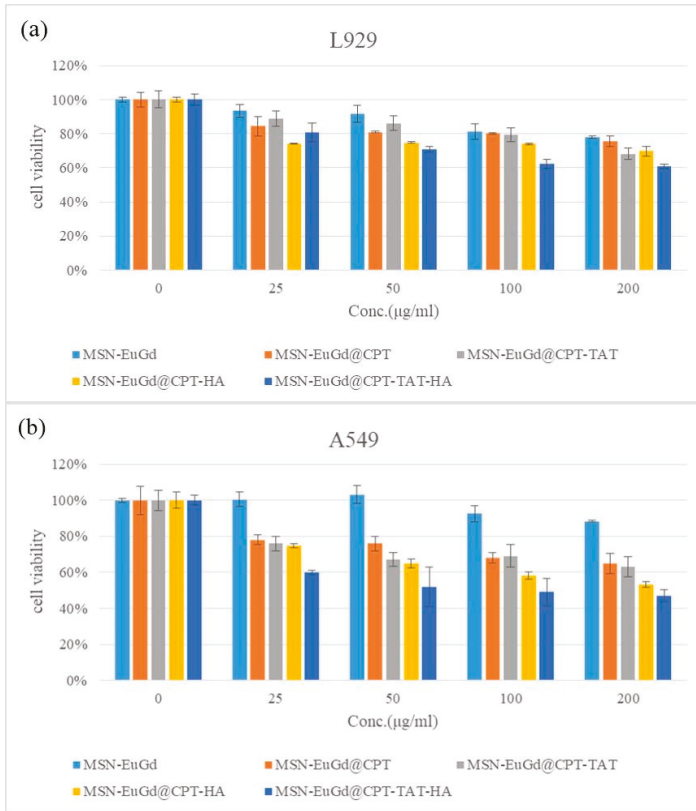 (a)
L929
120%
100%
80%
60%
40%
20%
0%
cell viability
0 25 50 100 200
Conc.(μg/ml)
MSN-EuGd MSN-EuGd@CPT MSN-EuGd@CPT-TAT
MSN-EuGd@CPT-HA MSN-EuGd@CPT-TAT-HA
(b)
A549
120%
100%
80%
60%
40%
20%
0%
cell viability
0 25 50 100 200
Conc.(μg/ml)
MSN-EuGd MSN-EuGd@CPT MSN-EuGd@CPT-TAT
MSN-EuGd@CPT-HA MSN-EuGd@CPT-TAT-HA